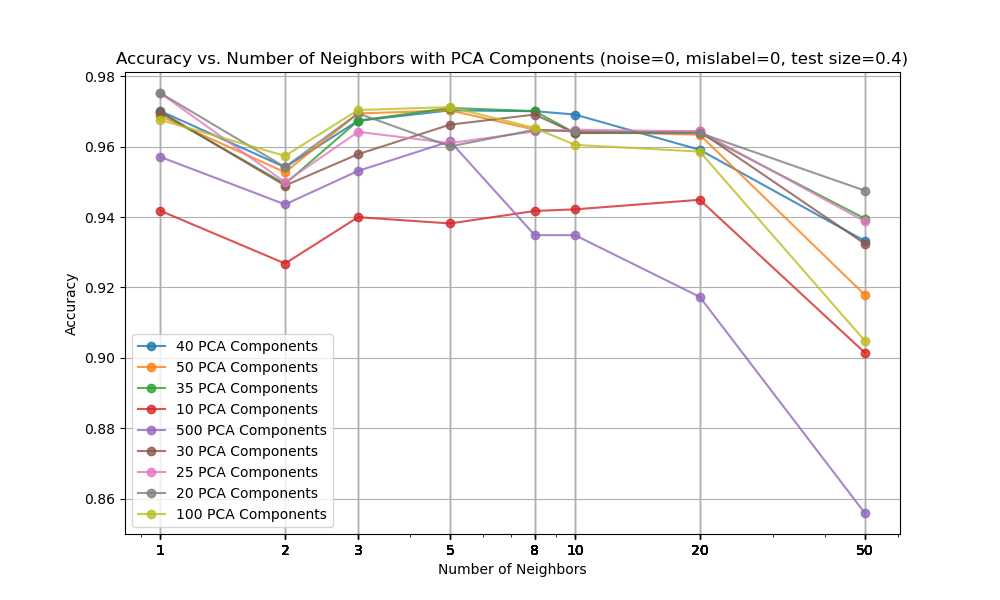 Accuracy vs. Number of Neighbors with PCA Components (noise=0, mislabel=0, test size=0.4)
0.98
0.96
0.94
0.92
0.90
0.88
0.86
Accuracy
40 PCA Components
50 PCA Components
35 PCA Components
10 PCA Components
500 PCA Components
30 PCA Components
25 PCA Components
20 PCA Components
100 PCA Components
1 2 3 5 8 10 20 50
Number of Neighbors